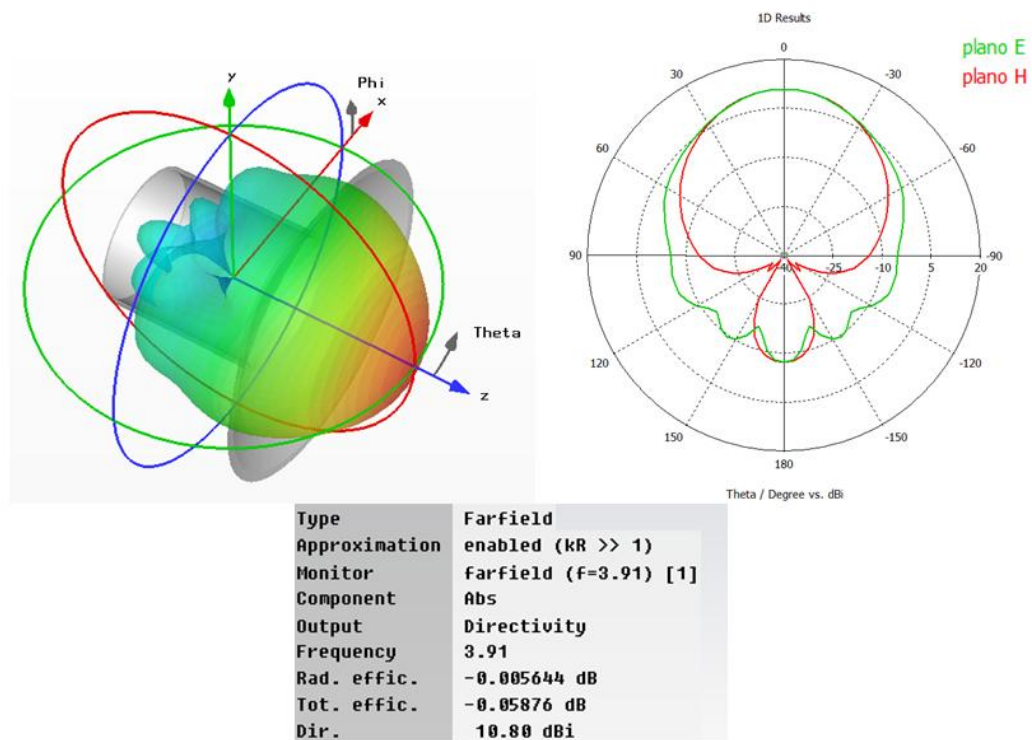 y
Phi
x
Theta
z
1D Results
plano E
plano H
0
30
-30
60
-60
90
-40
-25
-10
5
20
-90
120
-120
150
-150
180
Theta / Degree vs. dBi
Type Farfield
Approximation enabled (kR >> 1)
Monitor farfield (f=3.91) [1]
Component Abs
Output Directivity
Frequency 3.91
Rad. effic. -0.005644 dB
Tot. effic. -0.05876 dB
Dir. 10.80 dBi